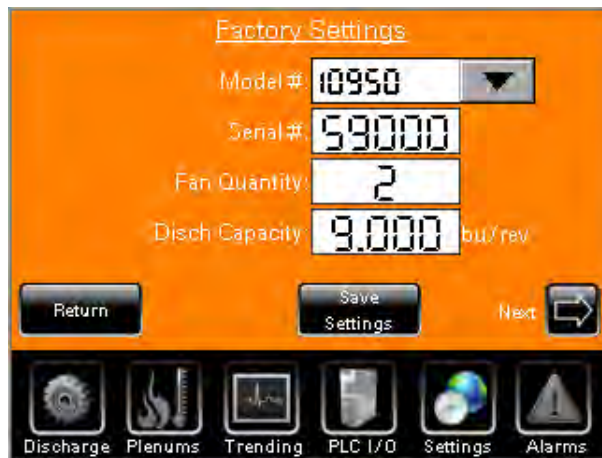 Factory Settings
Model # 10950
Serial # 59000
Fan Quantity 2
Disch Capacity 9.000 bu/rev
Return Save Settings Next
Discharge Plenums Trending PLC I/O Settings Alarms